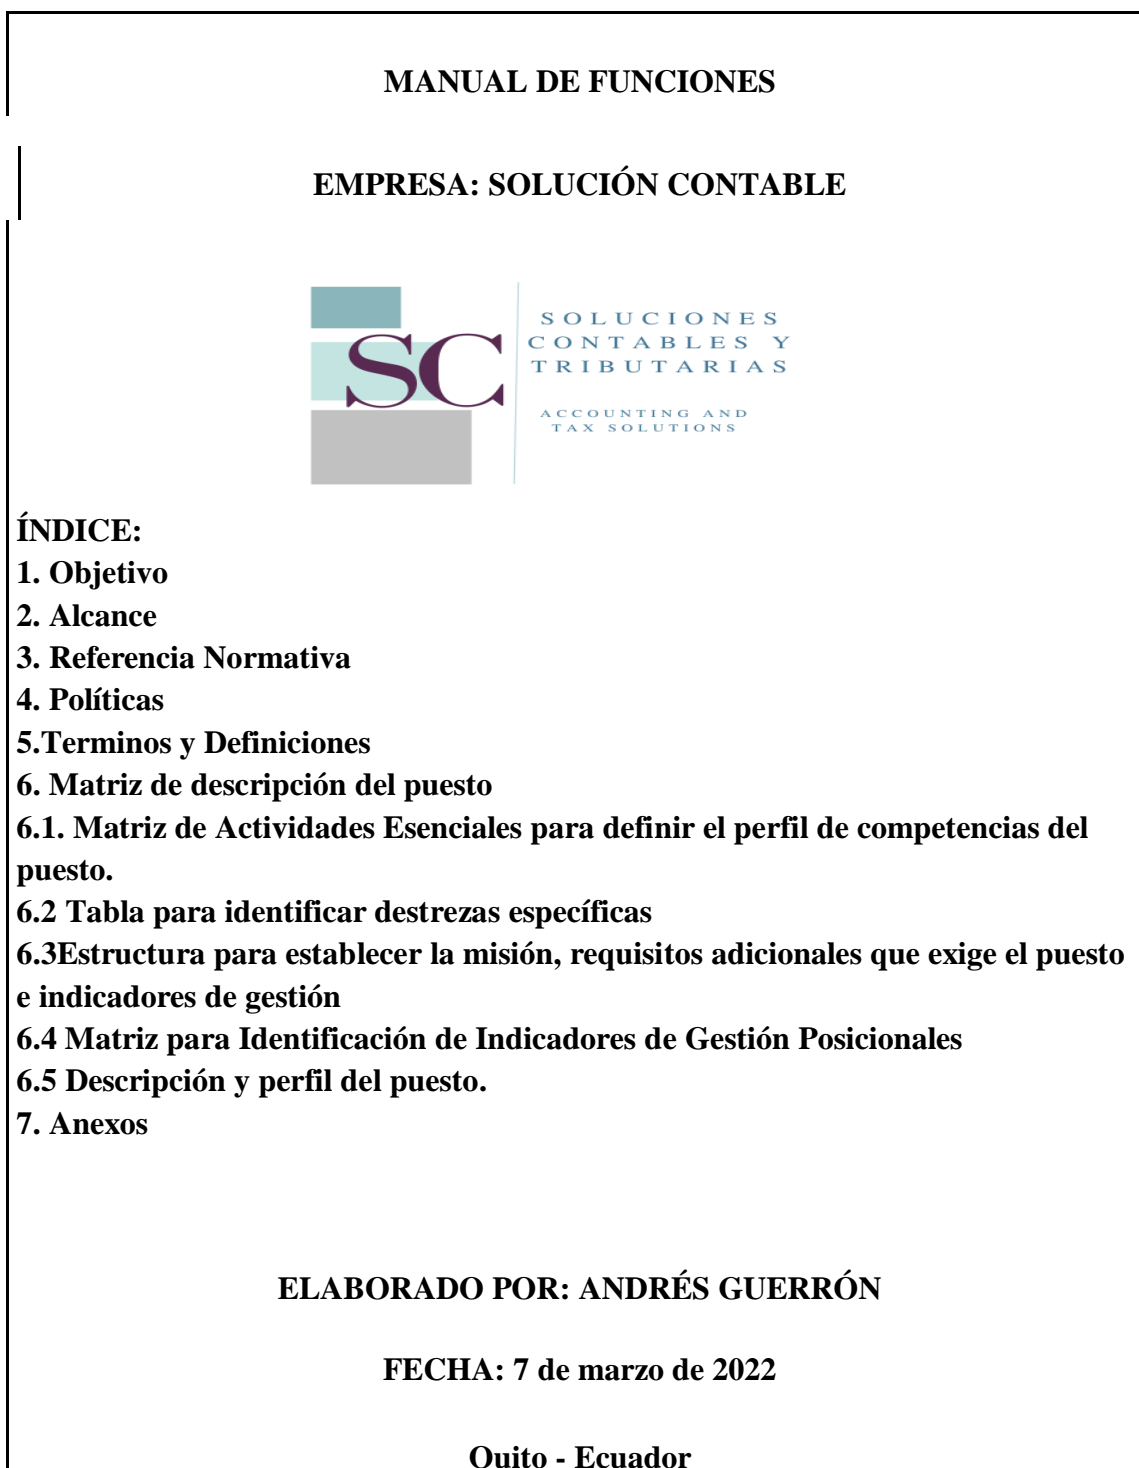 MANUAL DE FUNCIONES
EMPRESA: SOLUCIÓN CONTABLE
SC
SOLUCIONES
CONTABLES Y
TRIBUTARIAS
ACCOUNTING AND
TAX SOLUTIONS
ÍNDICE:
1. Objetivo
2. Alcance
3. Referencia Normativa
4. Políticas
5.Terminos y Definiciones
6. Matriz de descripción del puesto
6.1. Matriz de Actividades Esenciales para definir el perfil de competencias del
puesto.
6.2 Tabla para identificar destrezas específicas
6.3Estructura para establecer la misión, requisitos adicionales que exige el puesto
e indicadores de gestión
6.4 Matriz para Identificación de Indicadores de Gestión Posicionales
6.5 Descripción y perfil del puesto.
7. Anexos
ELABORADO POR: ANDRÉS GUERRÓN
FECHA: 7 de marzo de 2022
Quito - Ecuador